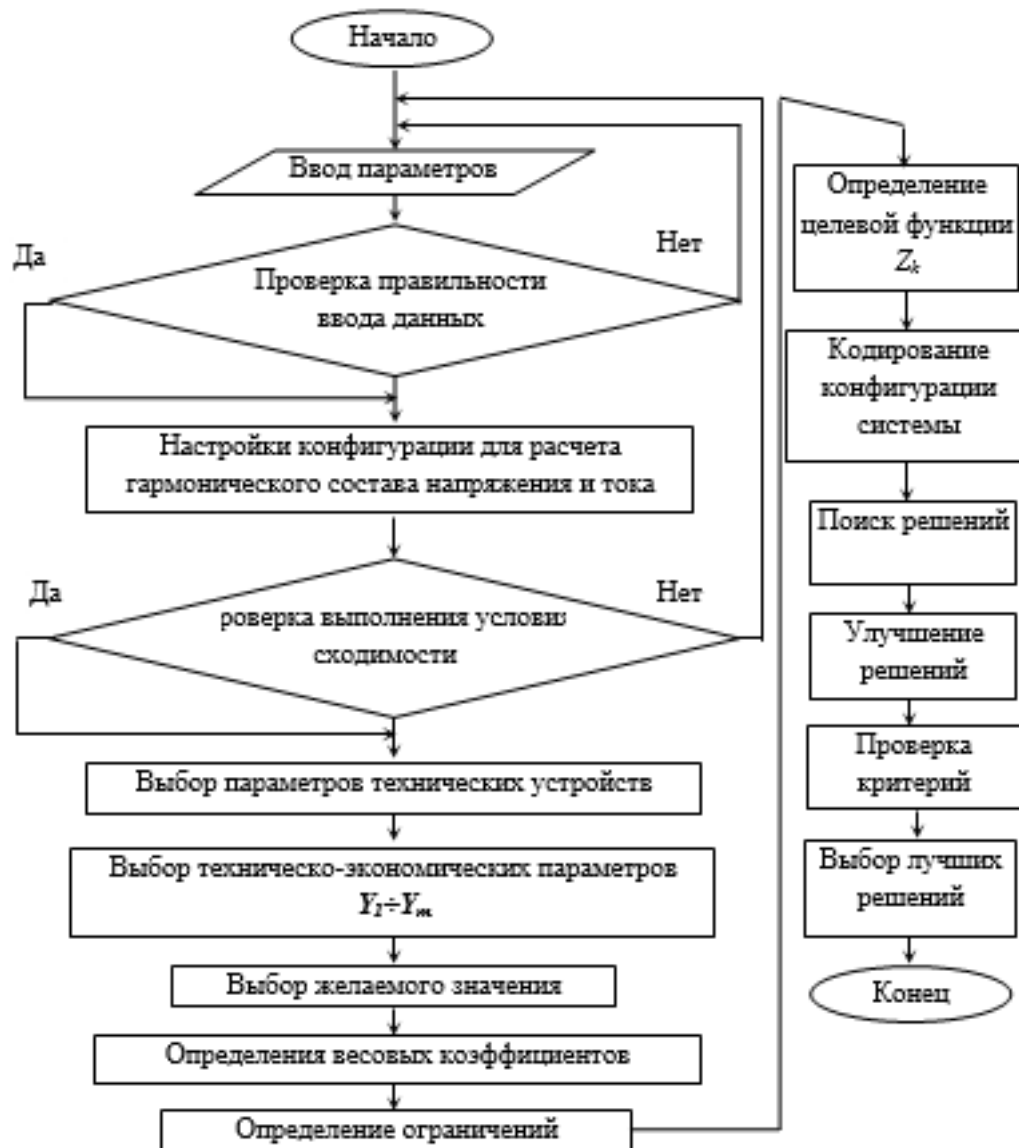 Начало
Ввод параметров
Да
Нет
Проверка правильности
ввода данных
Настройки конфигурации для расчета
гармонического состава напряжения и тока
Да
Нет
роверка выполнения услови
сходимости
Выбор параметров технических устройств
Выбор техническо-экономических параметров
Y1÷Ym
Выбор желаемого значения
Определения весовых коэффициентов
Определение ограничений
Определение
целевой функции
Zk
Кодирование
конфигурации
системы
Поиск решений
Улучшение
решений
Проверка
критерий
Выбор лучших
решений
Конец